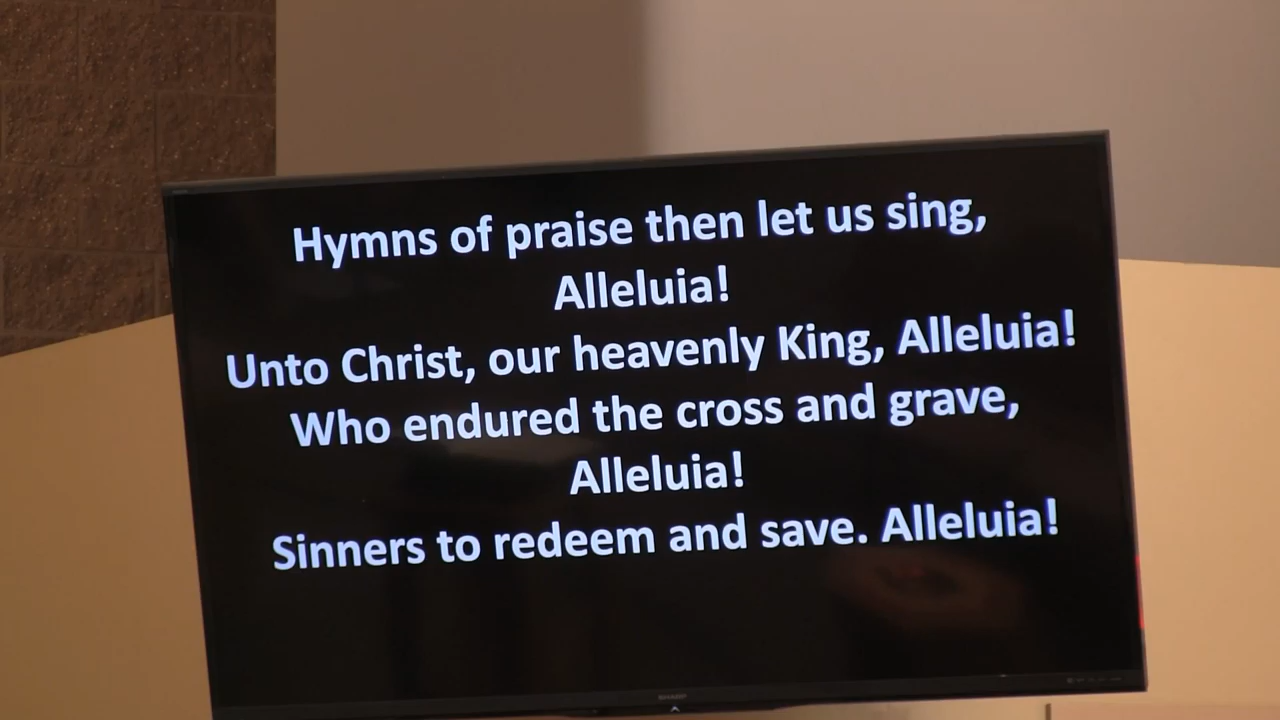 Hymns of praise then let us sing,
Alleluia!
Unto Christ, our heavenly King, Alleluia!
Who endured the cross and grave,
Alleluia!
Sinners to redeem and save. Alleluia!
SHARP